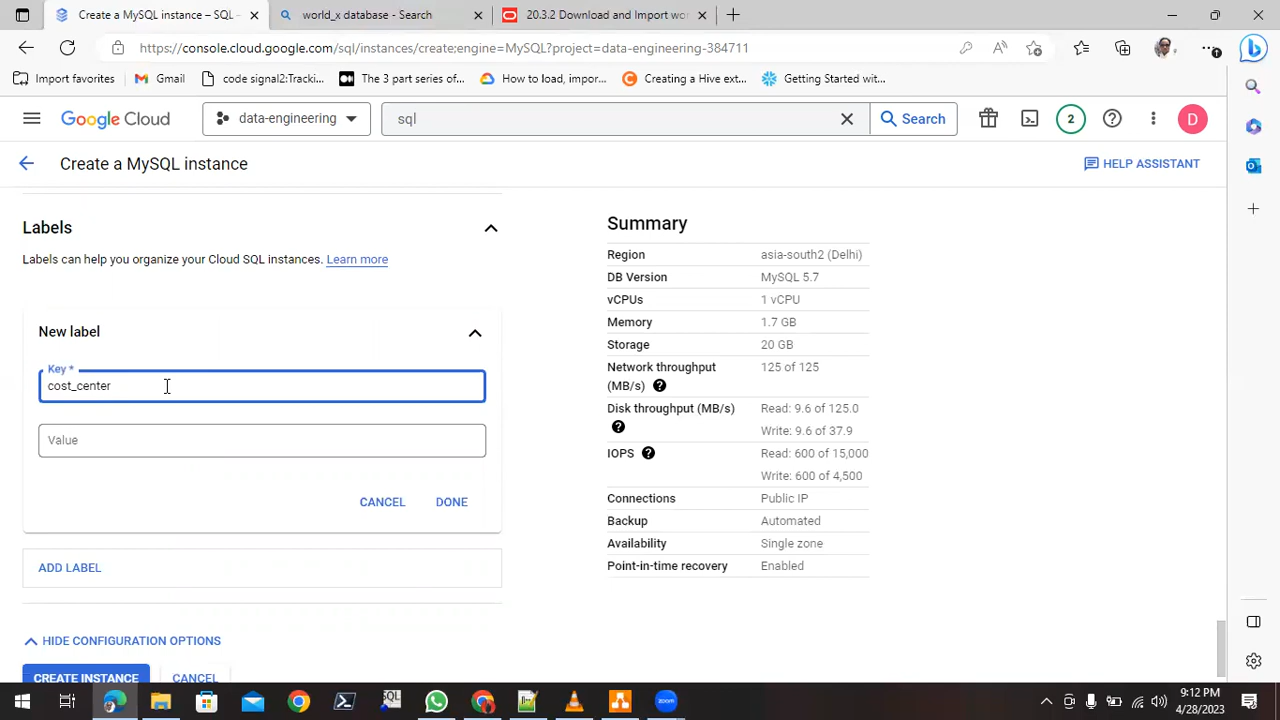 Create a MySQL instance – SQL –
world_x database - Search
20.3.2 Download and Import wor
https://console.cloud.google.com/sql/instances/create;engine=MySQL?project=data-engineering-384711
Import favorites
Gmail
code signal2:Tracki...
The 3 part series of...
How to load, impor...
Creating a Hive ext...
Getting Started wit...
Google Cloud
data-engineering
sql
Search
2
D
Create a MySQL instance
HELP ASSISTANT
Labels
Labels can help you organize your Cloud SQL instances. Learn more
New label
Key *
cost_center
Value
CANCEL
DONE
ADD LABEL
HIDE CONFIGURATION OPTIONS
CREATE INSTANCE
CANCEL
Summary
Region asia-south2 (Delhi)
DB Version MySQL 5.7
vCPUs 1 vCPU
Memory 1.7 GB
Storage 20 GB
Network throughput (MB/s) 125 of 125
Disk throughput (MB/s) Read: 9.6 of 125.0
Write: 9.6 of 37.9
IOPS Read: 600 of 15,000
Write: 600 of 4,500
Connections Public IP
Backup Automated
Availability Single zone
Point-in-time recovery Enabled
SQL
zoom
9:12 PM
4/28/2023